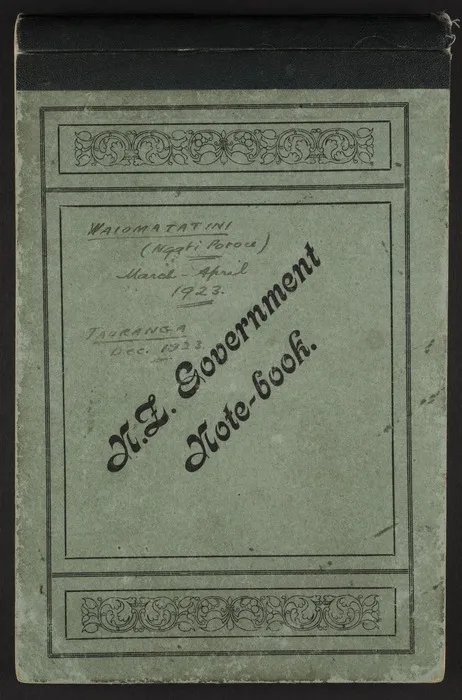 WAIOMATATINI
(Ngati Porou)
March - April
1923.
TAURANGA
Dec. 1923
N.Z. Government
Note-book.